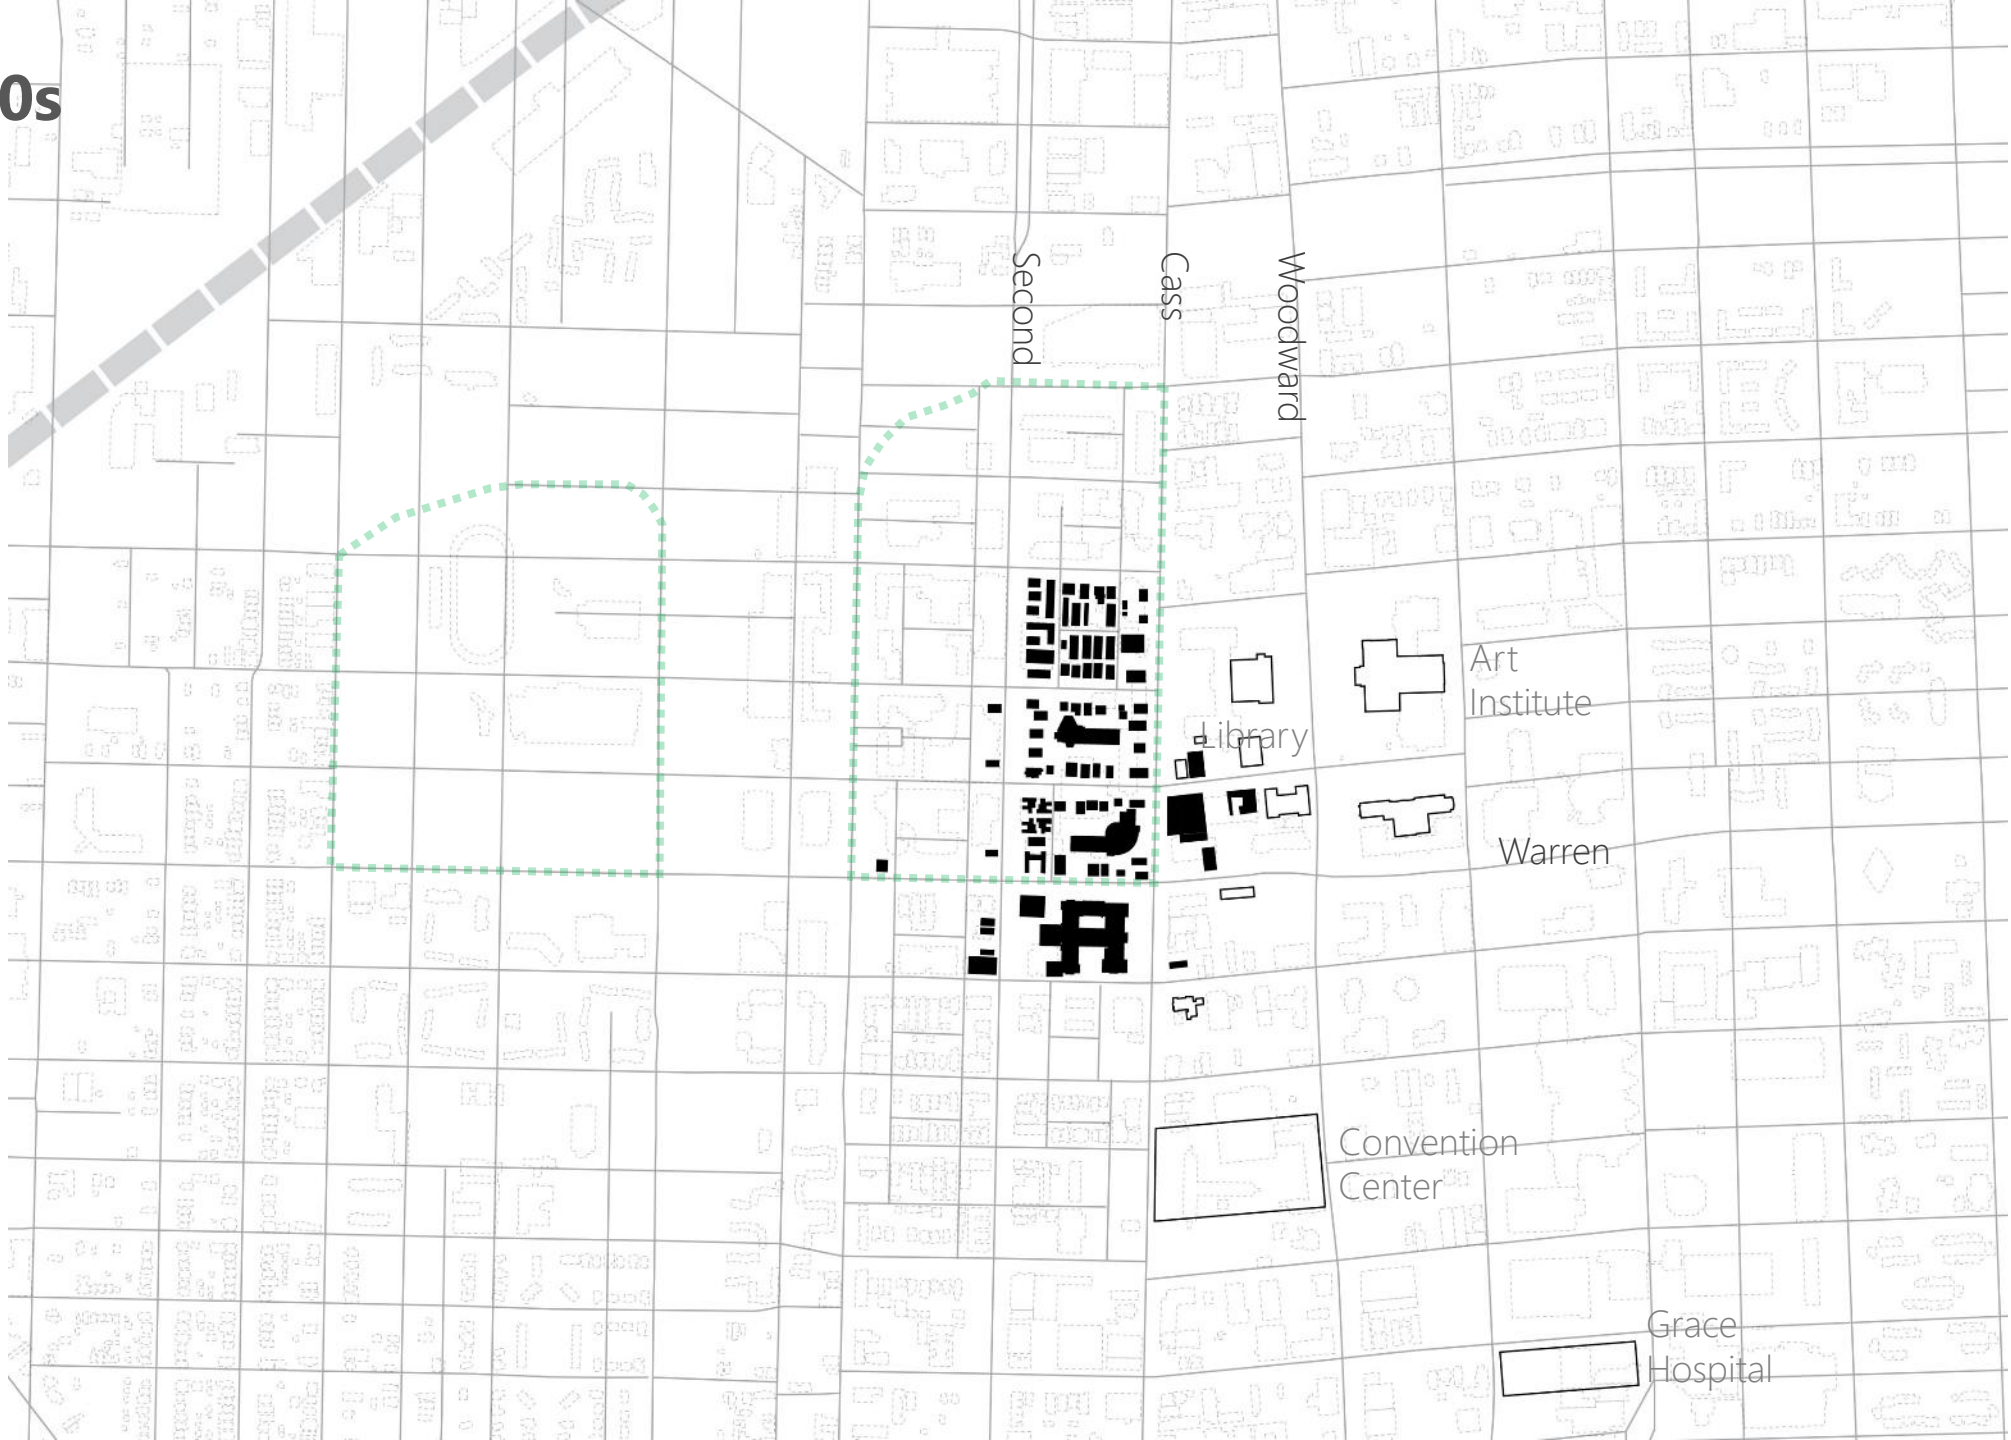 0s
Second
Cass
Woodward
Art
Institute
Library
Warren
Convention
Center
Grace
Hospital